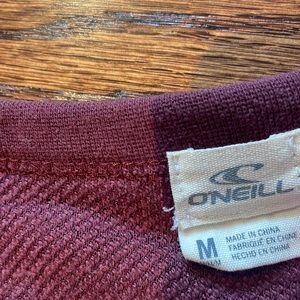 O'NEILL
M
MADE IN CHINA
FABRIQUÉ EN CHINE
HECHO EN CHINA